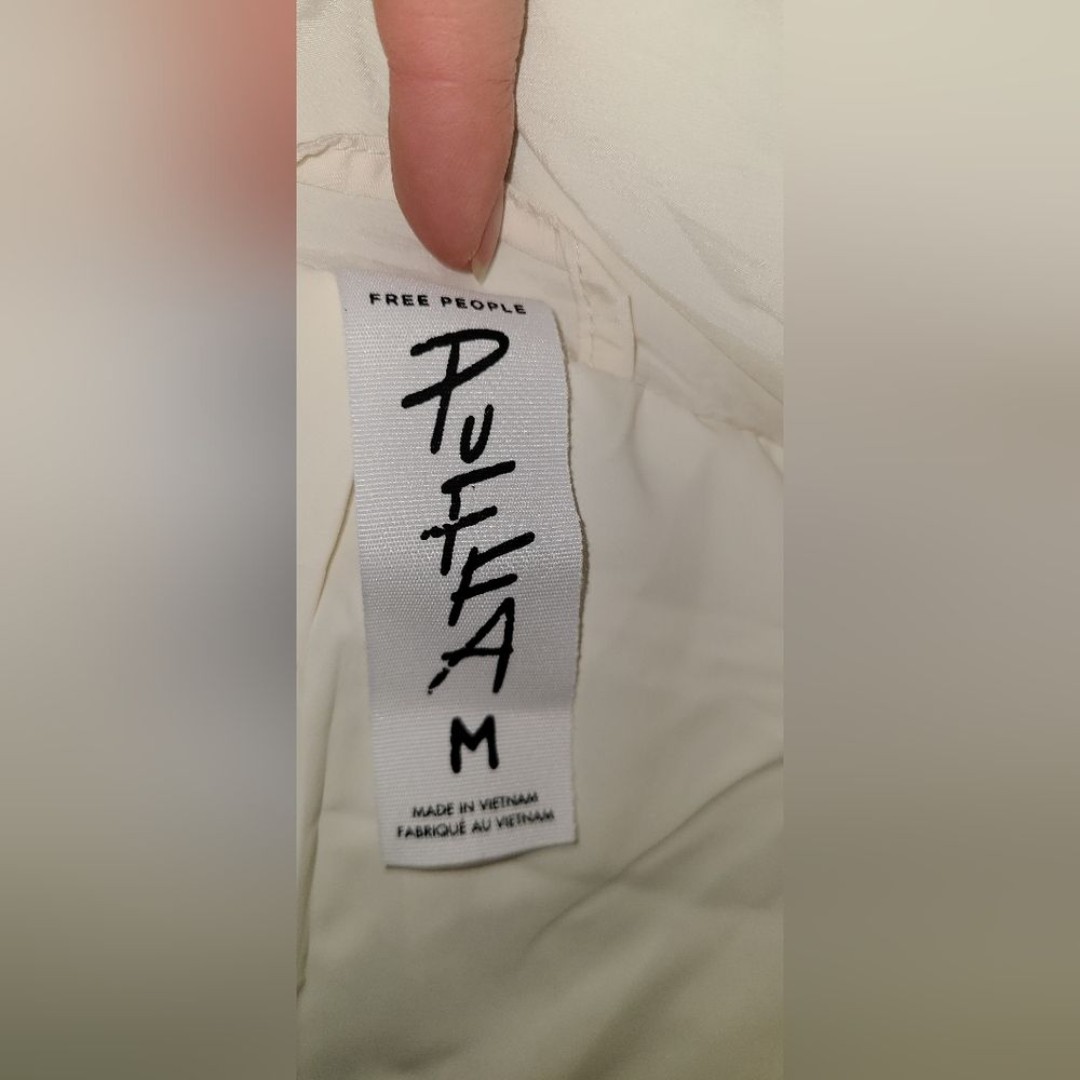 FREE PEOPLE
PUFFA
M
MADE IN VIETNAM
FABRIQUÉ AU VIETNAM